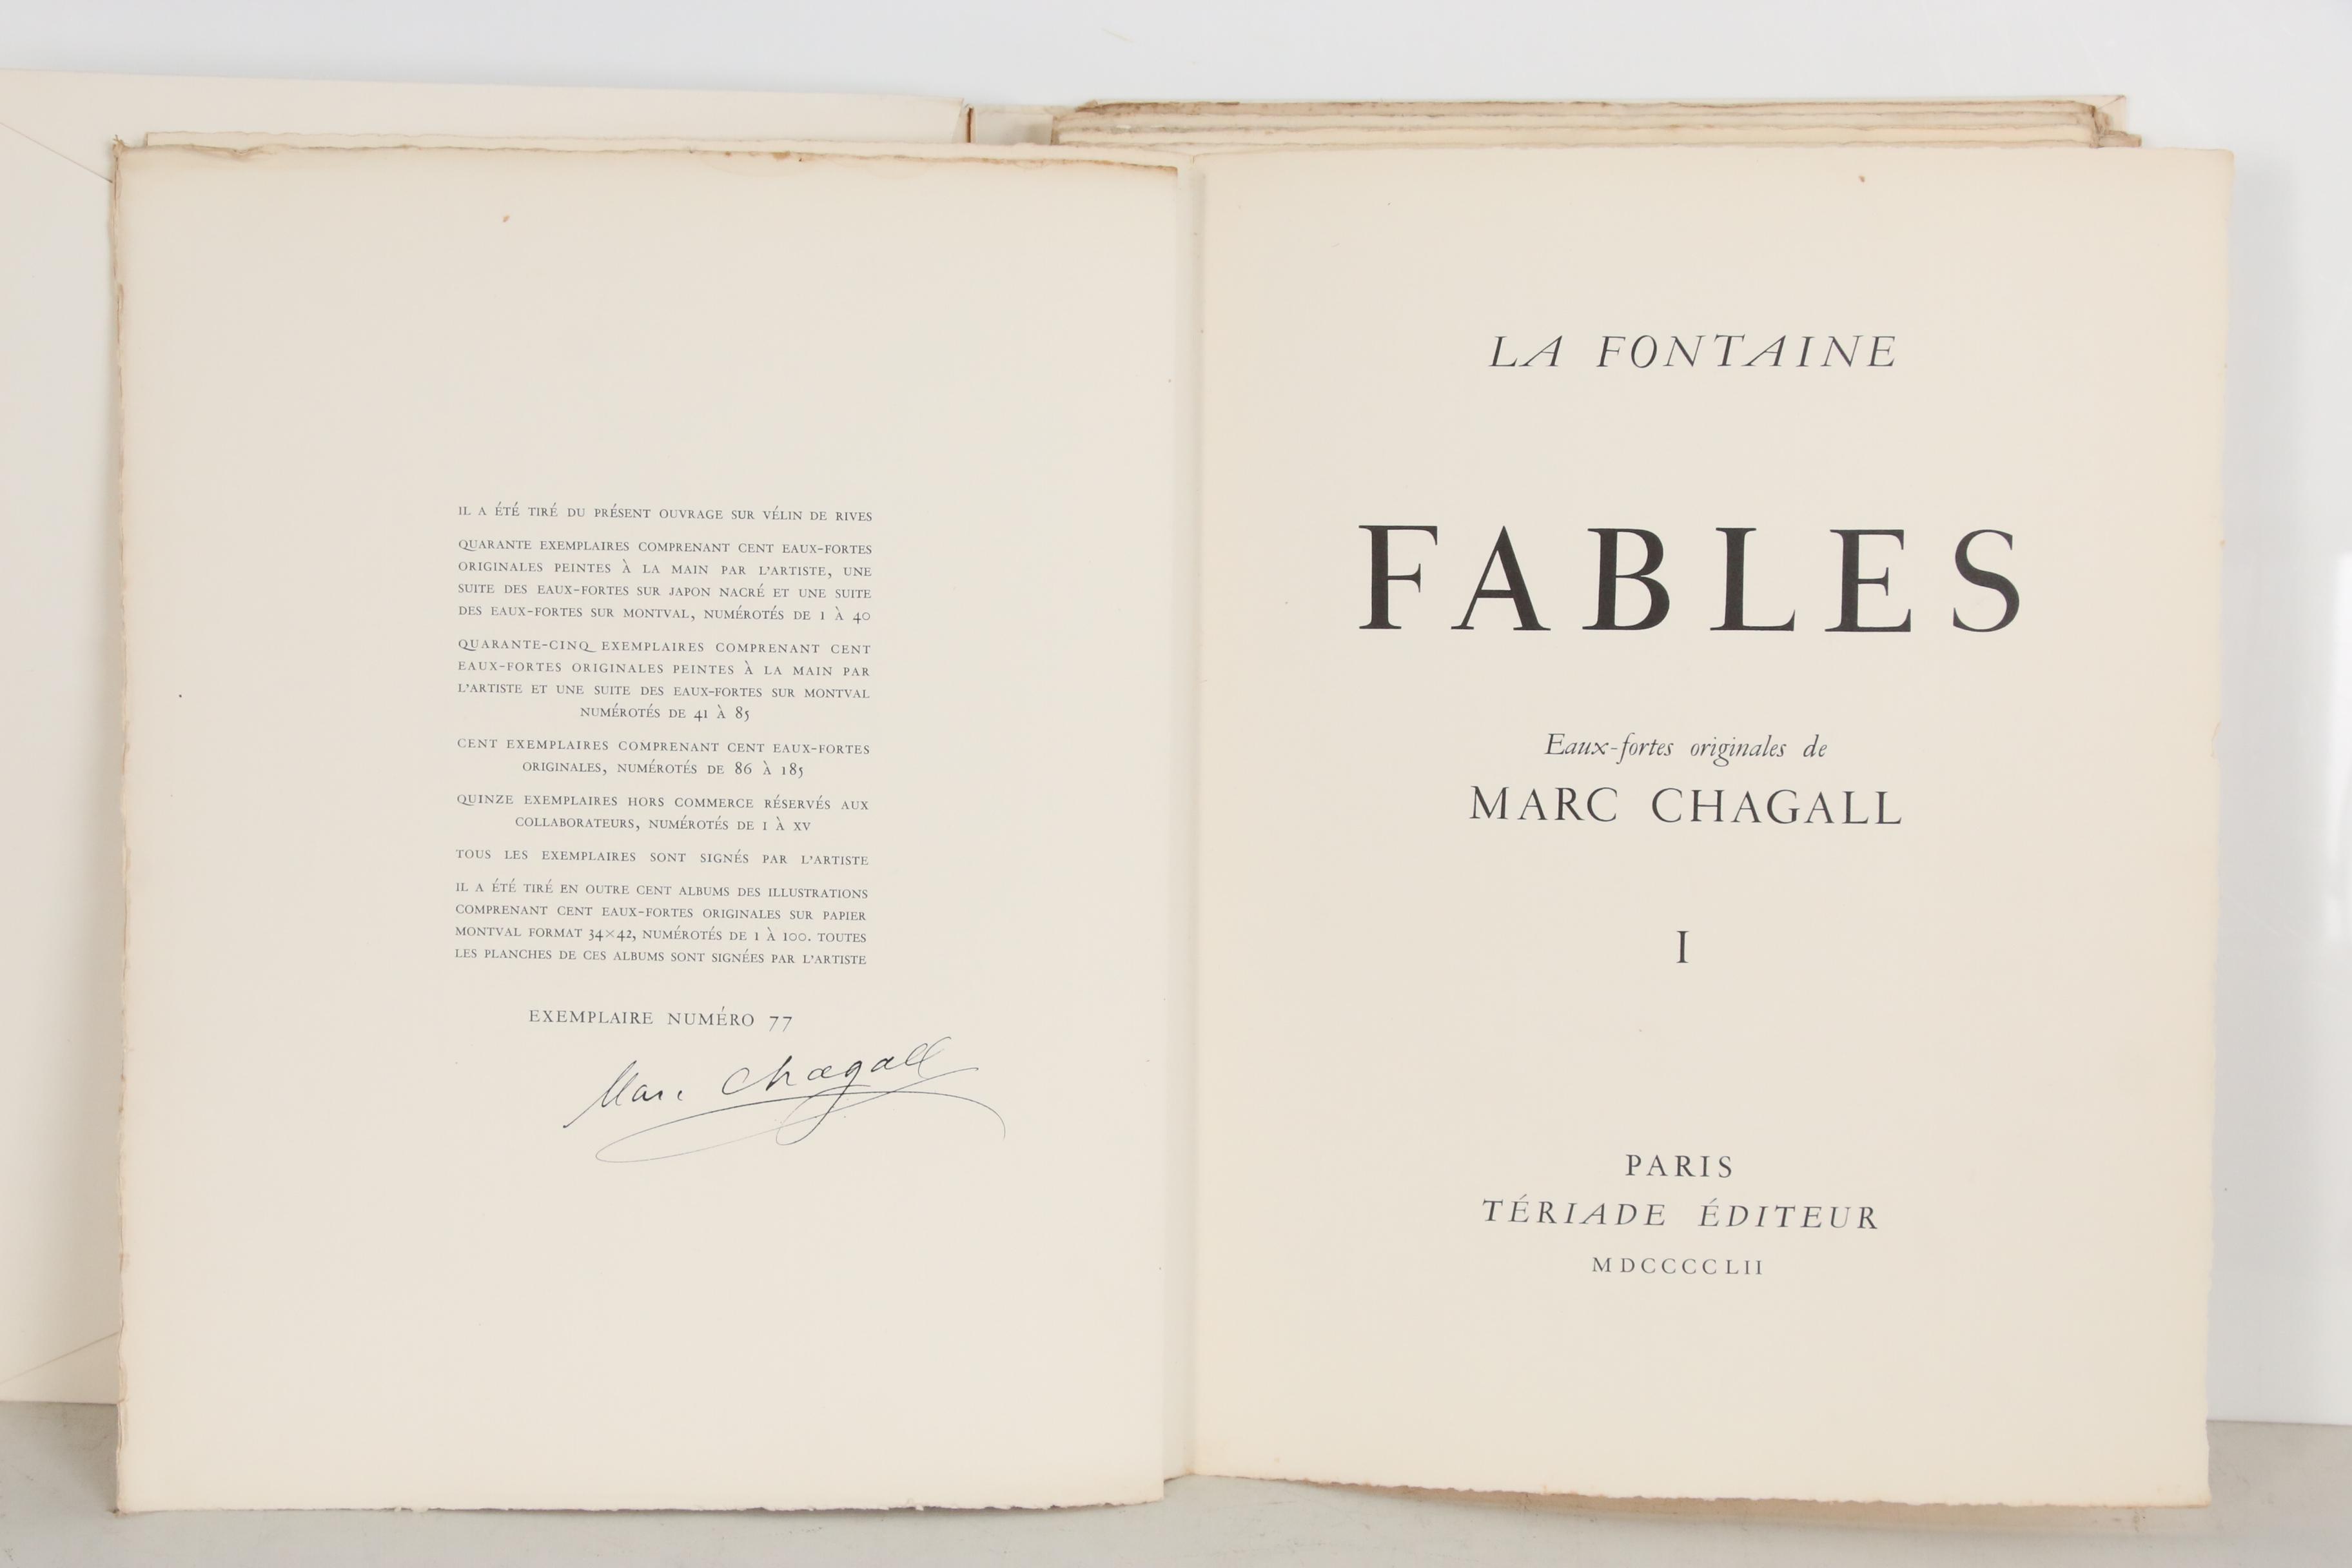 IL A ÉTÉ TIRÉ DU PRÉSENT OUVRAGE SUR VÉLIN DE RIVES
QUARANTE EXEMPLAIRES COMPRENANT CENT EAUX-FORTES
ORIGINALES PEINTES À LA MAIN PAR L'ARTISTE, UNE
SUITE DES EAUX-FORTES SUR JAPON NACRÉ ET UNE SUITE
DES EAUX-FORTES SUR MONTVAL, NUMÉROTÉS DE 1 À 40
QUARANTE-CINQ EXEMPLAIRES COMPRENANT CENT
EAUX-FORTES ORIGINALES PEINTES À LA MAIN PAR
L'ARTISTE ET UNE SUITE DES EAUX-FORTES SUR MONTVAL
NUMÉROTÉS DE 41 À 85
CENT EXEMPLAIRES COMPRENANT CENT EAUX-FORTES
ORIGINALES, NUMÉROTÉS DE 86 À 185
QUINZE EXEMPLAIRES HORS COMMERCE RÉSERVÉS AUX
COLLABORATEURS, NUMÉROTÉS DE I À XV
TOUS LES EXEMPLAIRES SONT SIGNÉS PAR L'ARTISTE
IL A ÉTÉ TIRÉ EN OUTRE CENT ALBUMS DES ILLUSTRATIONS
COMPRENANT CENT EAUX-FORTES ORIGINALES SUR PAPIER
MONTVAL FORMAT 34×42, NUMÉROTÉS DE 1 À 100. TOUTES
LES PLANCHES DE CES ALBUMS SONT SIGNÉES PAR L'ARTISTE
EXEMPLAIRE NUMÉRO 77
Marc Chagall
LA FONTAINE
FABLES
Eaux-fortes originales de
MARC CHAGALL
I
PARIS
TÉRIADE ÉDITEUR
MDCCCCCLII